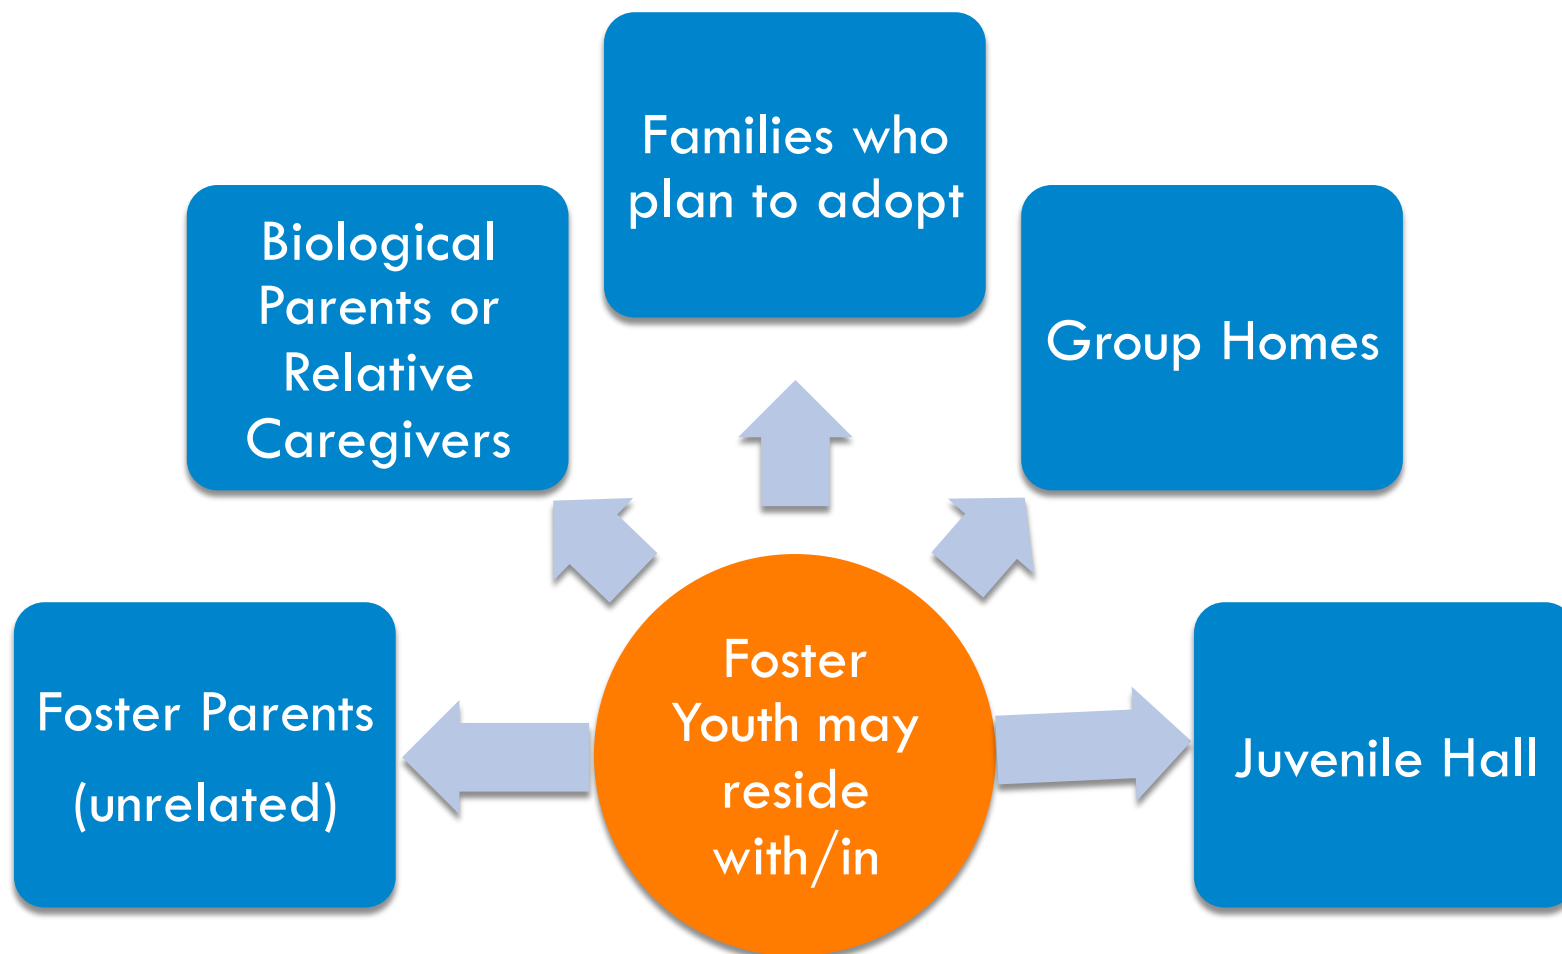 Families who
plan to adopt
Biological
Parents or
Relative
Caregivers
Group Homes
Foster Parents
(unrelated)
Foster
Youth may
reside
with/in
Juvenile Hall